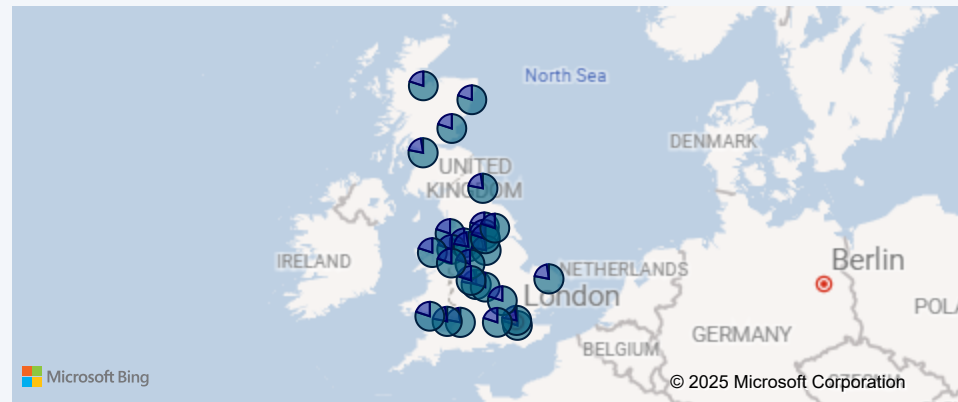 North Sea
DENMARK
UNITED
KINGDOM
IRELAND
NETHERLANDS
Berlin
London
POLA
GERMANY
BELGIUM
Microsoft Bing
© 2025 Microsoft Corporation